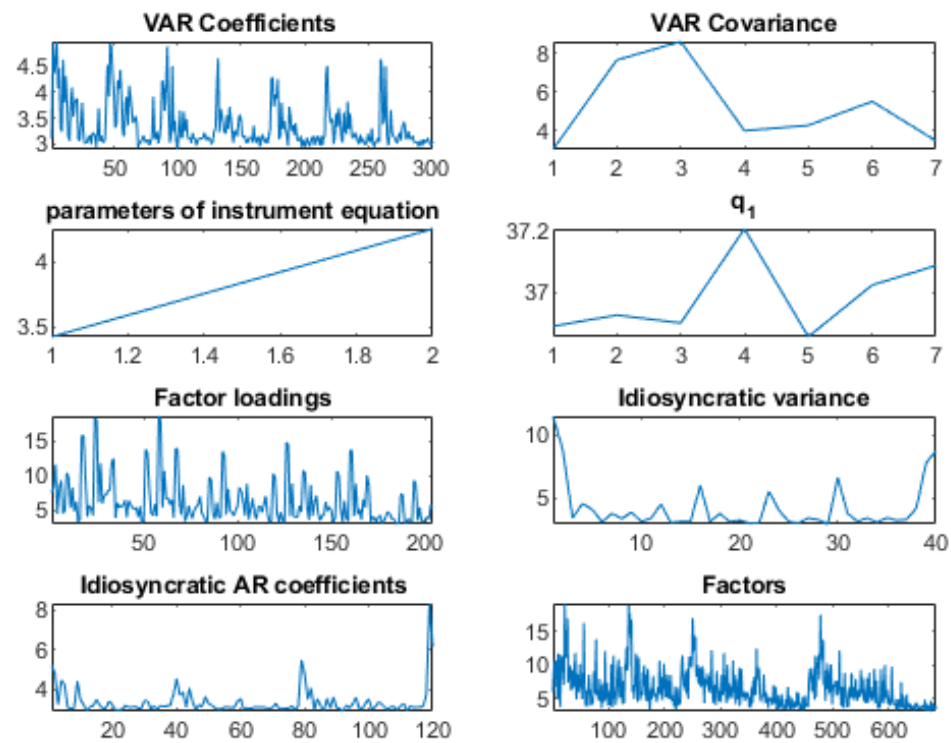 VAR Coefficients
4.5
4
3.5
3
50 100 150 200 250 300
VAR Covariance
8
6
4
1 2 3 4 5 6 7
parameters of instrument equation
4
3.5
1 1.2 1.4 1.6 1.8 2
q1
37.2
37
1 2 3 4 5 6 7
Factor loadings
15
10
5
50 100 150 200
Idiosyncratic variance
10
5
10 20 30 40
Idiosyncratic AR coefficients
8
6
4
20 40 60 80 100 120
Factors
15
10
5
100 200 300 400 500 600